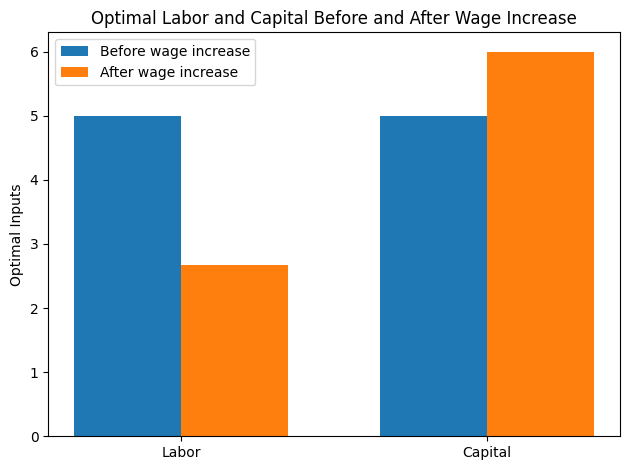 Optimal Labor and Capital Before and After Wage Increase
Before wage increase
After wage increase
6
5
4
3
2
1
0
Optimal Inputs
Labor
Capital